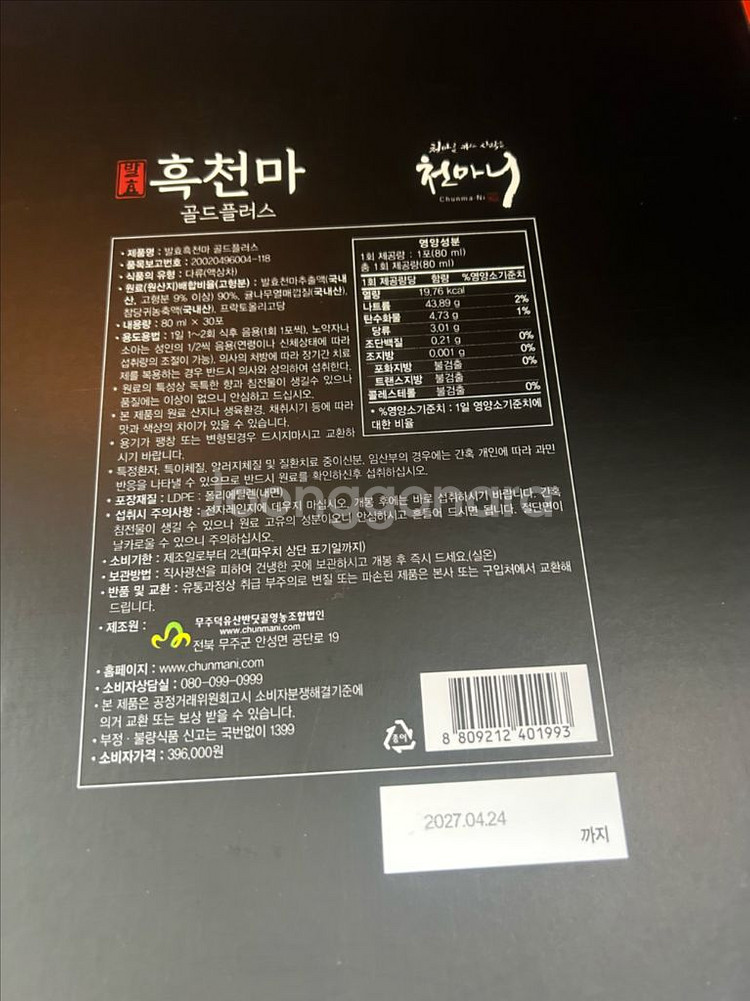 발효 흑천마
골드플러스
천마를 캐는 사람들
천마니
Chunma·Ni
• 제품명 : 발효흑천마 골드플러스
• 품목보고번호 : 20020496004-118
• 식품의 유형 : 다류(액상차)
• 원료(원산지)배합비율(고형분) : 발효천마추출액(국내
산, 고형분 9% 이상) 90%, 귤나무열매껍질(국내산),
참당귀농축액(국내산), 프락토올리고당
• 내용량 : 80 ml × 30포
• 용도용법 : 1일 1~2회 식후 음용(1회 1포씩), 노약자나
소아는 성인의 1/2씩 음용(연령이나 신체상태에 따라
섭취량의 조절이 가능). 의사의 처방에 따라 장기간 치료
제를 복용하는 경우 반드시 의사와 상의하여 섭취한다.
• 원료의 특성상 독특한 향과 침전물이 생길수 있으나
품질에는 이상이 없으니 안심하고 드십시오.
• 본 제품의 원료 산지나 생육환경, 채취시기 등에 따라
맛과 색상의 차이가 있을 수 있습니다.
• 용기가 팽창 또는 변형된경우 드시지마시고 교환하
시기 바랍니다.
영양성분
1회 제공량 : 1포(80 ml)
총 1회 제공량(80 ml)
1회 제공량당 함량 %영양소기준치
열량 19.76 kcal
나트륨 43.89 g 2%
탄수화물 4.73 g 1%
당류 3.01 g
조단백질 0.21 g 0%
조지방 0.001 g 0%
포화지방 불검출 0%
트랜스지방 불검출
콜레스테롤 불검출 0%
• %영양소기준치 : 1일 영양소기준치에
대한 비율
• 특정환자, 특이체질, 알러지체질 및 질환치료 중이신분, 임산부의 경우에는 간혹 개인에 따라 과민
반응을 나타낼 수 있으므로 반드시 원료를 확인하신후 섭취하십시오.
• 포장재질 : LDPE : 폴리에틸렌(내면)
• 섭취시 주의사항 : 전자레인지에 데우지 마십시오. 개봉 후에는 바로 섭취하시기 바랍니다. 간혹
침전물이 생길 수 있으나 원료 고유의 성분이오니 안심하시고 흔들어 드시면 됩니다. 절단면이
날카로울 수 있으니 주의하십시오.
• 소비기한 : 제조일로부터 2년(파우치 상단 표기일까지)
• 보관방법 : 직사광선을 피하여 건냉한 곳에 보관하시고 개봉 후 즉시 드세요.(실온)
• 반품 및 교환 : 유통과정상 취급 부주의로 변질 또는 파손된 제품은 본사 또는 구입처에서 교환해
드립니다.
• 제조원 : 무주덕유산반딧골영농조합법인
www.chunmani.com
전북 무주군 안성면 공단로 19
• 홈페이지 : www.chunmani.com
• 소비자상담실 : 080-099-0999
• 본 제품은 공정거래위원회고시 소비자분쟁해결기준에
의거 교환 또는 보상 받을 수 있습니다.
• 부정 · 불량식품 신고는 국번없이 1399
• 소비자가격 : 396,000원
종이
8 809212 401993
2027.04.24
까지
Joonggonara